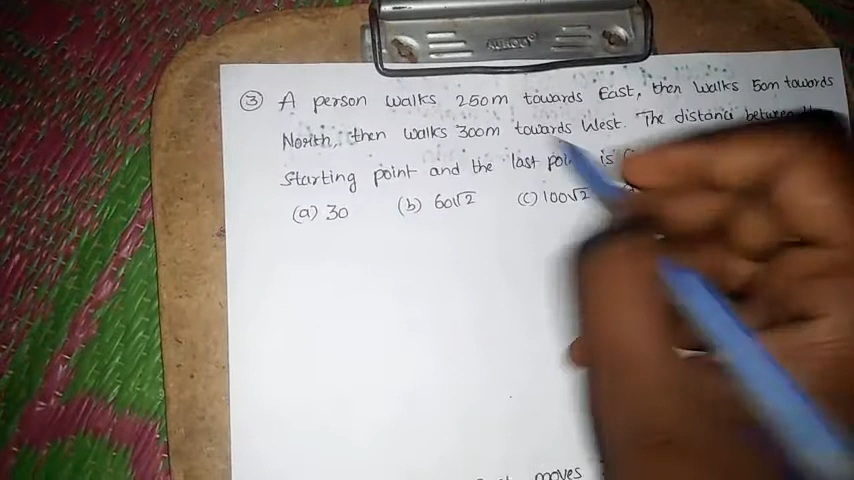 ③ A person walks 250m towards East, then walks 50m towards
North, then walks 300m towards West. The distance between
Starting point and the last point is
(a) 30 (b) 60√2 (c) 100√2
moves